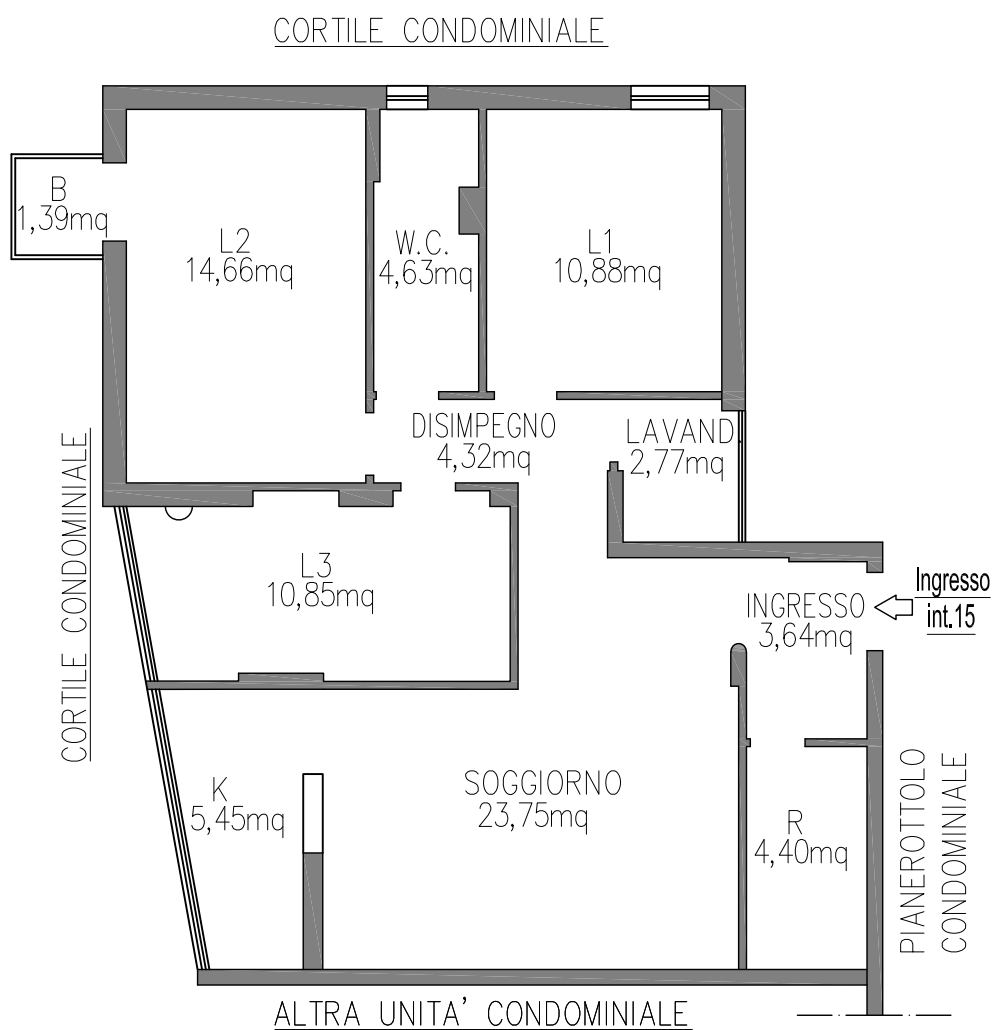 CORTILE CONDOMINIALE
B
1,39mq
L2
14,66mq
W.C.
4,63mq
L1
10,88mq
DISIMPEGNO
4,32mq
LAVAND
2,77mq
CORTILE CONDOMINIALE
L3
10,85mq
INGRESSO
3,64mq
Ingresso
int.15
K
5,45mq
SOGGIORNO
23,75mq
R
4,40mq
PIANEROTTOLO
CONDOMINIALE
ALTRA UNITA' CONDOMINIALE